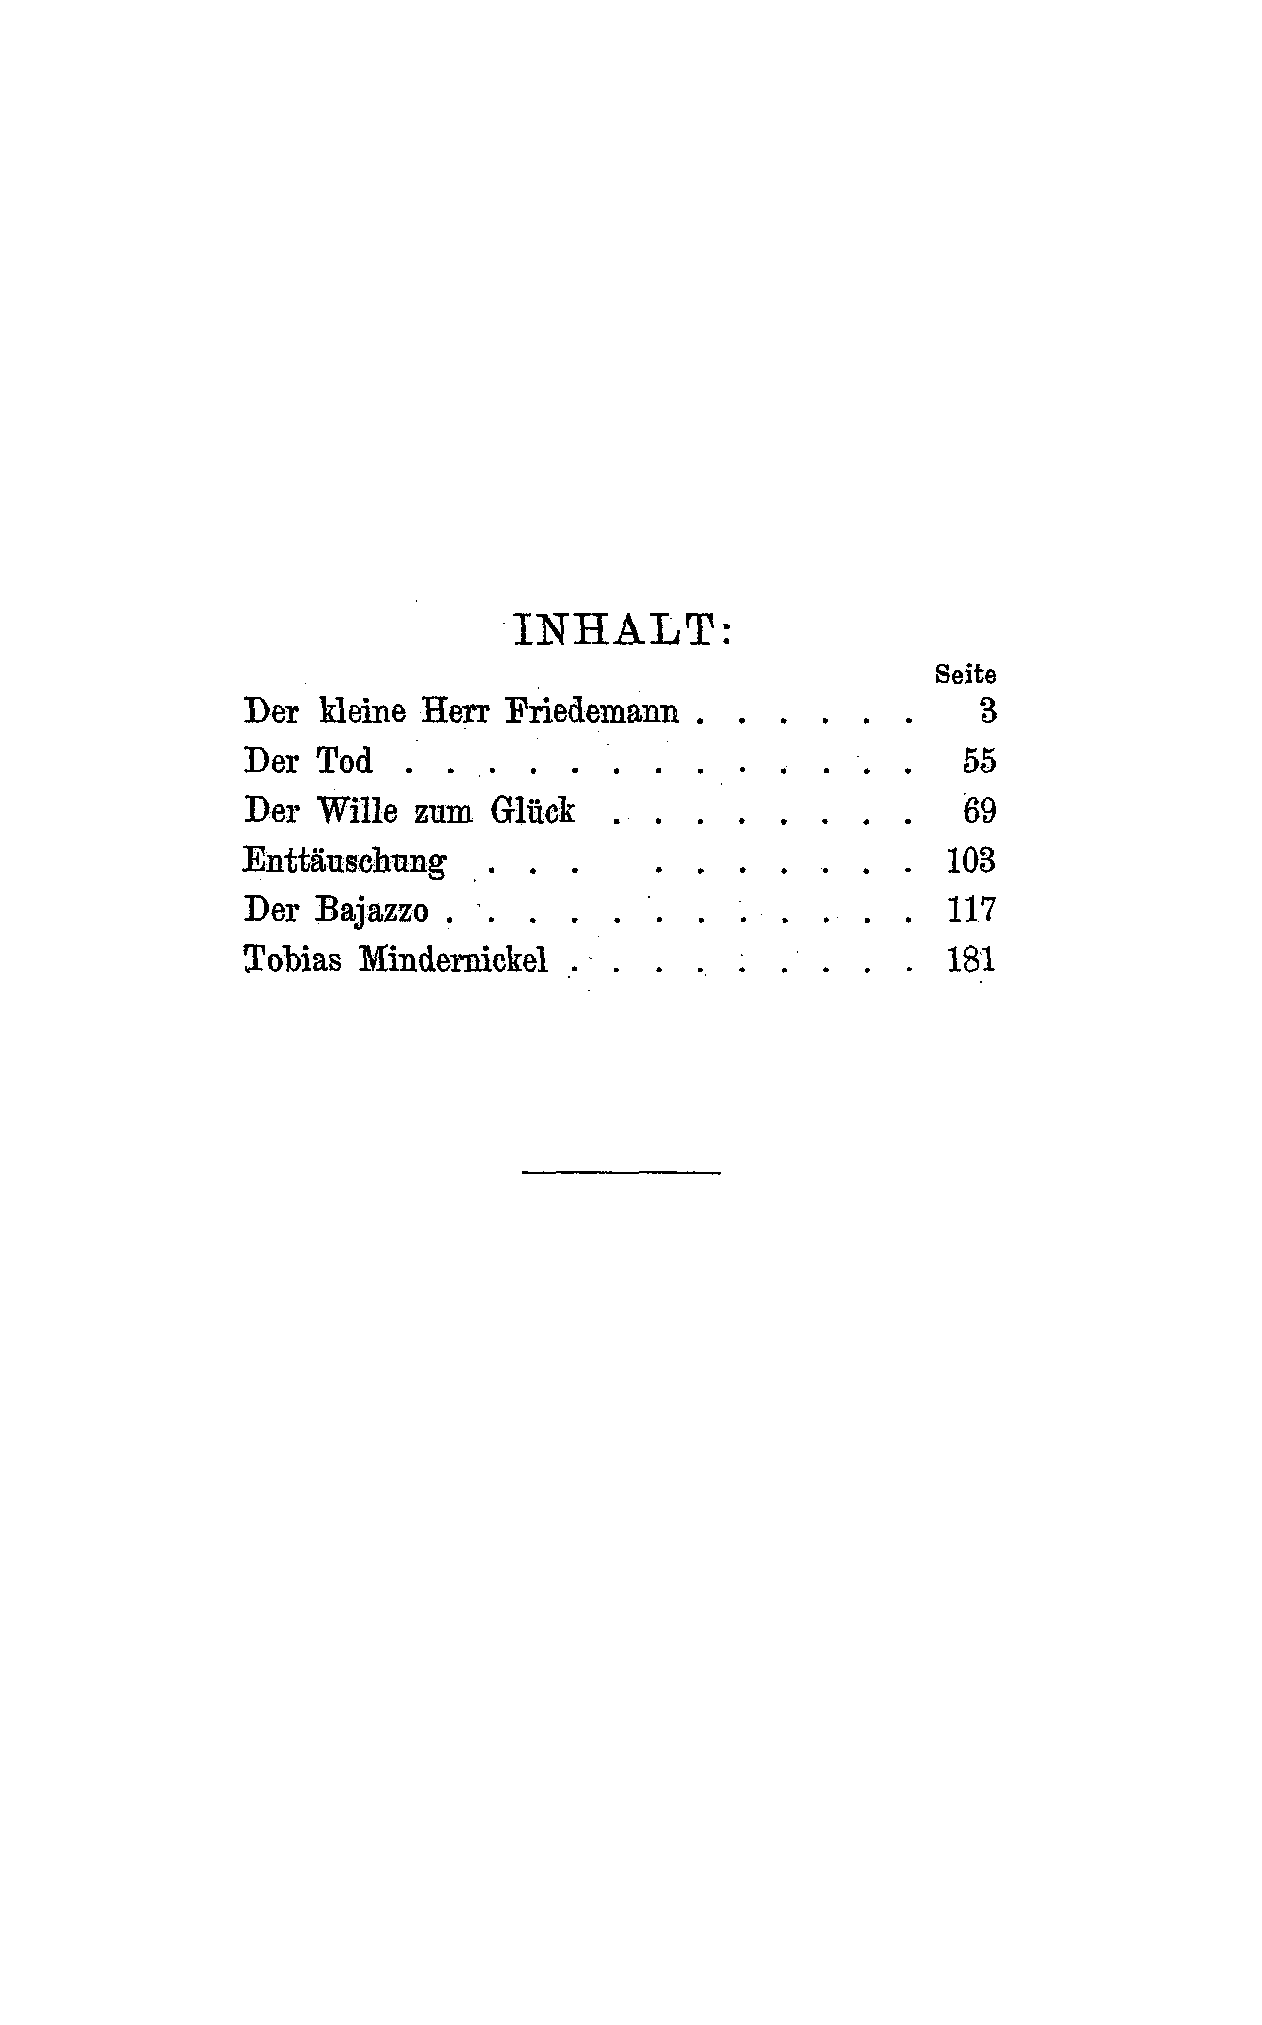 INHALT:
Seite
Der kleine Herr Friedemann . . . . . . 3
Der Tod . . . . . . . . . . . . . 55
Der Wille zum Glück . . . . . . . . 69
Enttäuschung . . . . . . . . . . 103
Der Bajazzo . . . . . . . . . . . . 117
Tobias Mindernickel . . . . . . . . . 181